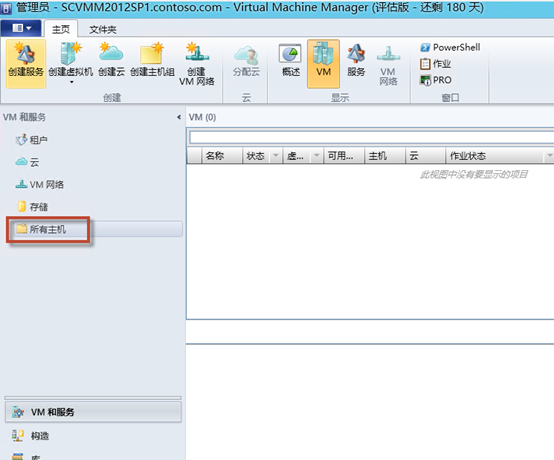 管理员 - SCVMM2012SP1.contoso.com - Virtual Machine Manager (评估版 - 还剩 180 天)
主页 文件夹
创建服务 创建虚拟机 创建云 创建主机组 创建 VM 网络 分配云 概述 VM 服务 VM 网络
PowerShell
作业
PRO
创建 云 显示 窗口
VM 和服务
租户
云
VM 网络
存储
所有主机
VM 和服务
构造
库
VM (0)
名称 状态 虚... 可用... 主机 云 作业状态
此视图中没有要显示的项目